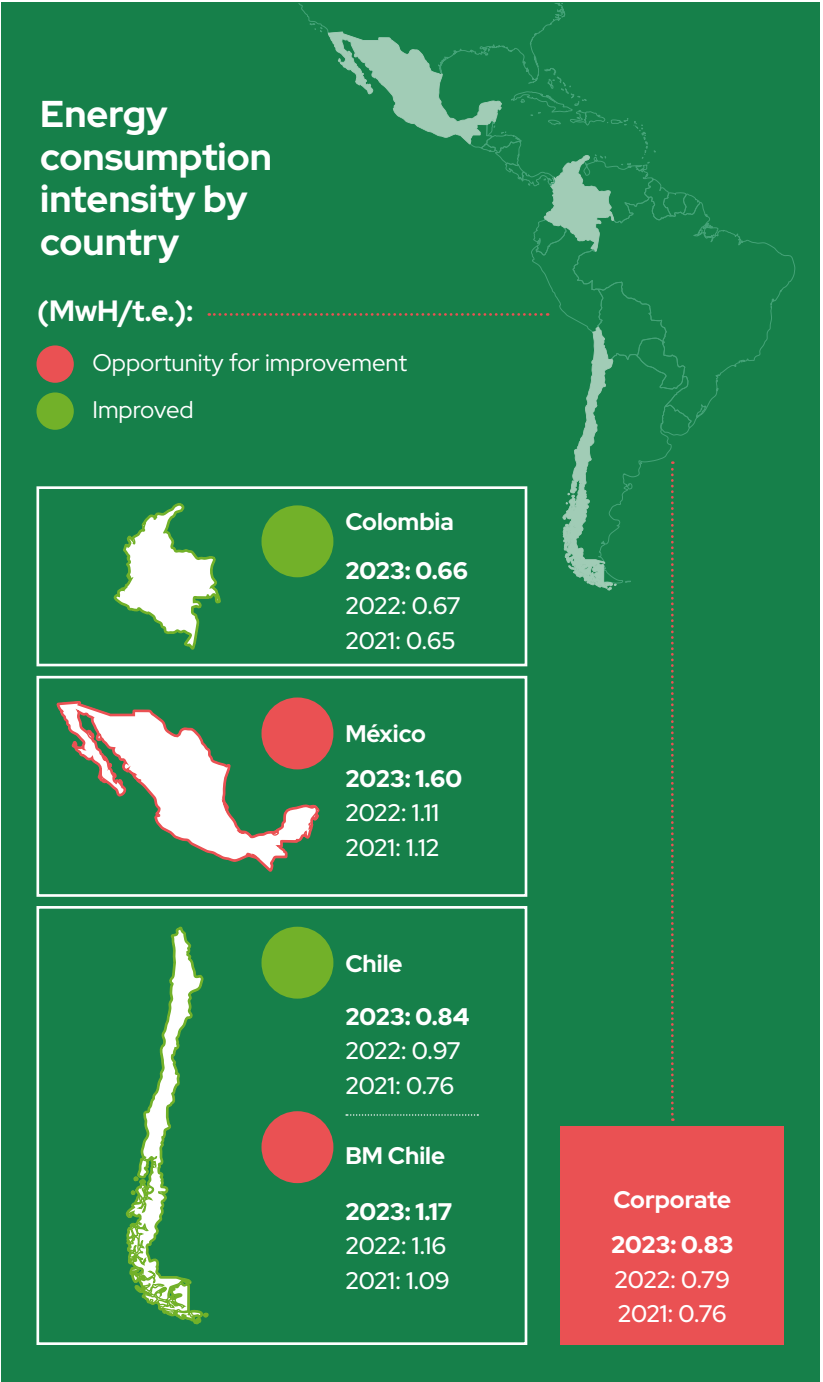 Energy
consumption
intensity by
country
(MwH/t.e.):
Opportunity for improvement
Improved
Colombia
2023: 0.66
2022: 0.67
2021: 0.65
México
2023: 1.60
2022: 1.11
2021: 1.12
Chile
2023: 0.84
2022: 0.97
2021: 0.76
BM Chile
2023: 1.17
2022: 1.16
2021: 1.09
Corporate
2023: 0.83
2022: 0.79
2021: 0.76